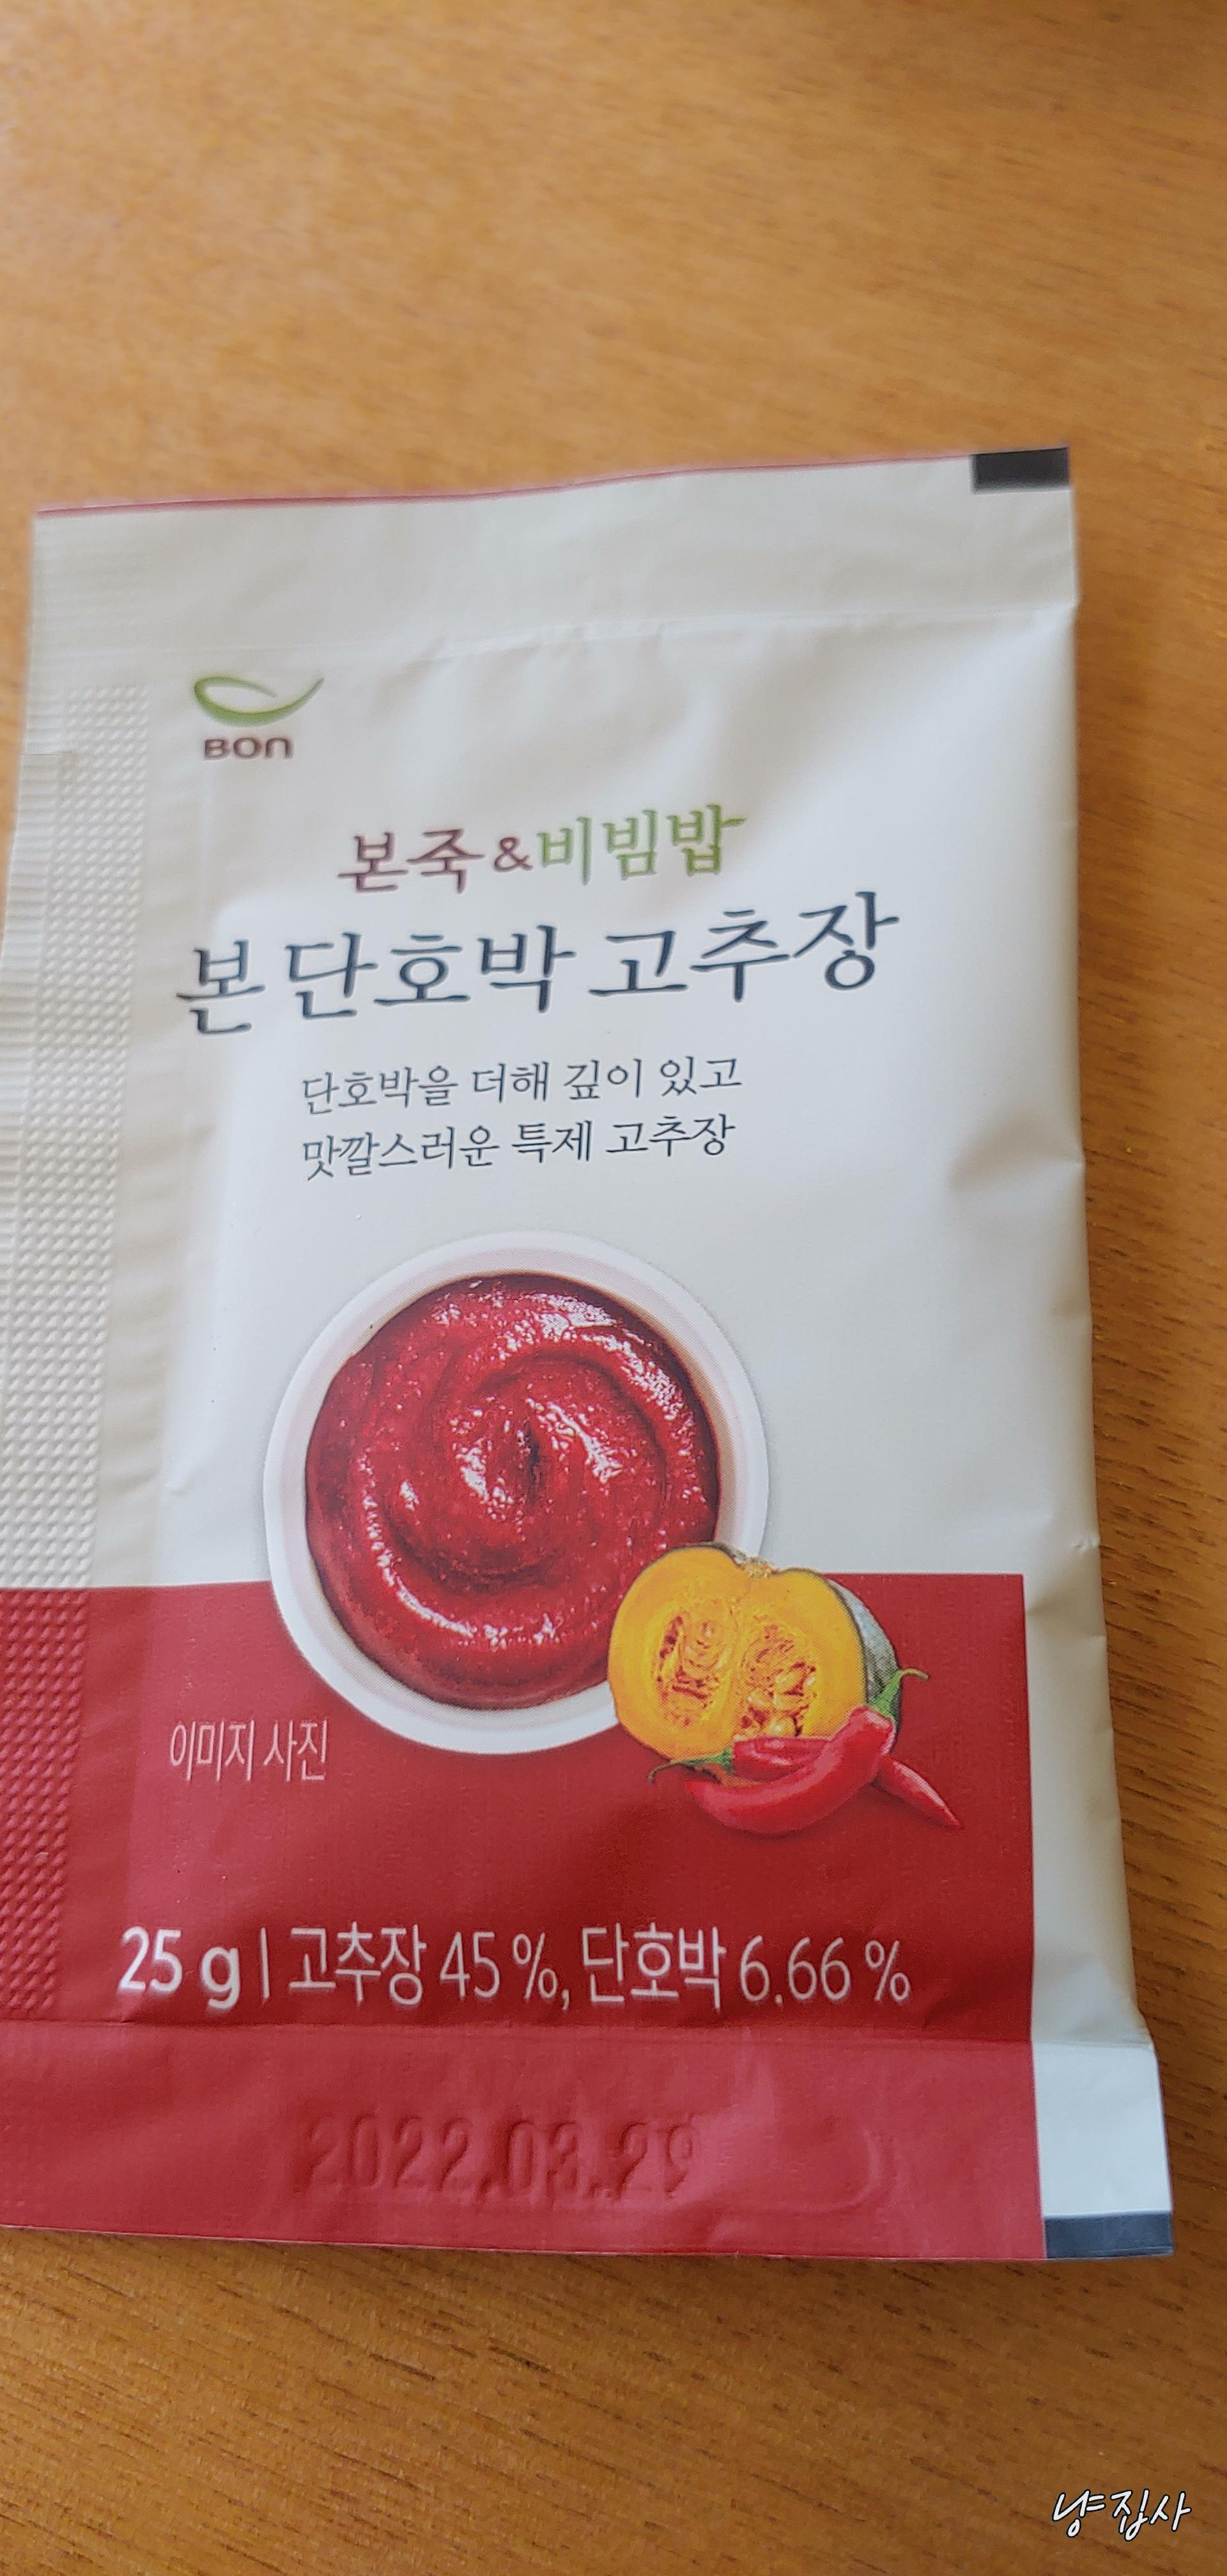 BON
본죽&비빔밥
본 단호박 고추장
단호박을 더해 깊이 있고
맛깔스러운 특제 고추장
이미지 사진
25 g | 고추장 45 %, 단호박 6.66 %
2022.03.29
냥집사